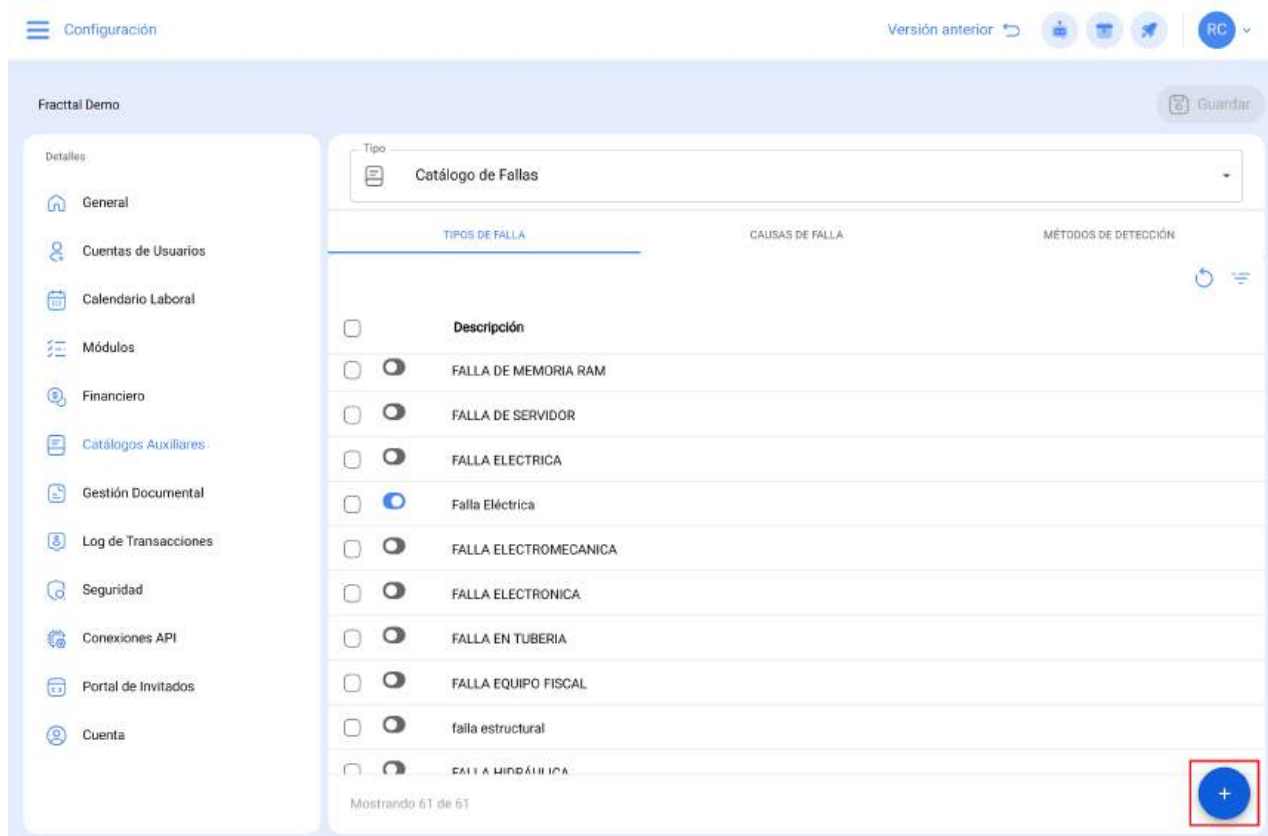 Configuración
Versión anterior
RC
Fracttal Demo
Guardar
Detalles
General
Cuentas de Usuarios
Calendario Laboral
Módulos
Financiero
Catálogos Auxiliares
Gestión Documental
Log de Transacciones
Seguridad
Conexiones API
Portal de Invitados
Cuenta
Tipo
Catálogo de Fallas
TIPOS DE FALLA
CAUSAS DE FALLA
MÉTODOS DE DETECCIÓN
Descripción
FALLA DE MEMORIA RAM
FALLA DE SERVIDOR
FALLA ELECTRICA
Falla Eléctrica
FALLA ELECTROMECANICA
FALLA ELECTRONICA
FALLA EN TUBERIA
FALLA EQUIPO FISCAL
falla estructural
FALLA HIDRÁULICA
Mostrando 61 de 61
+